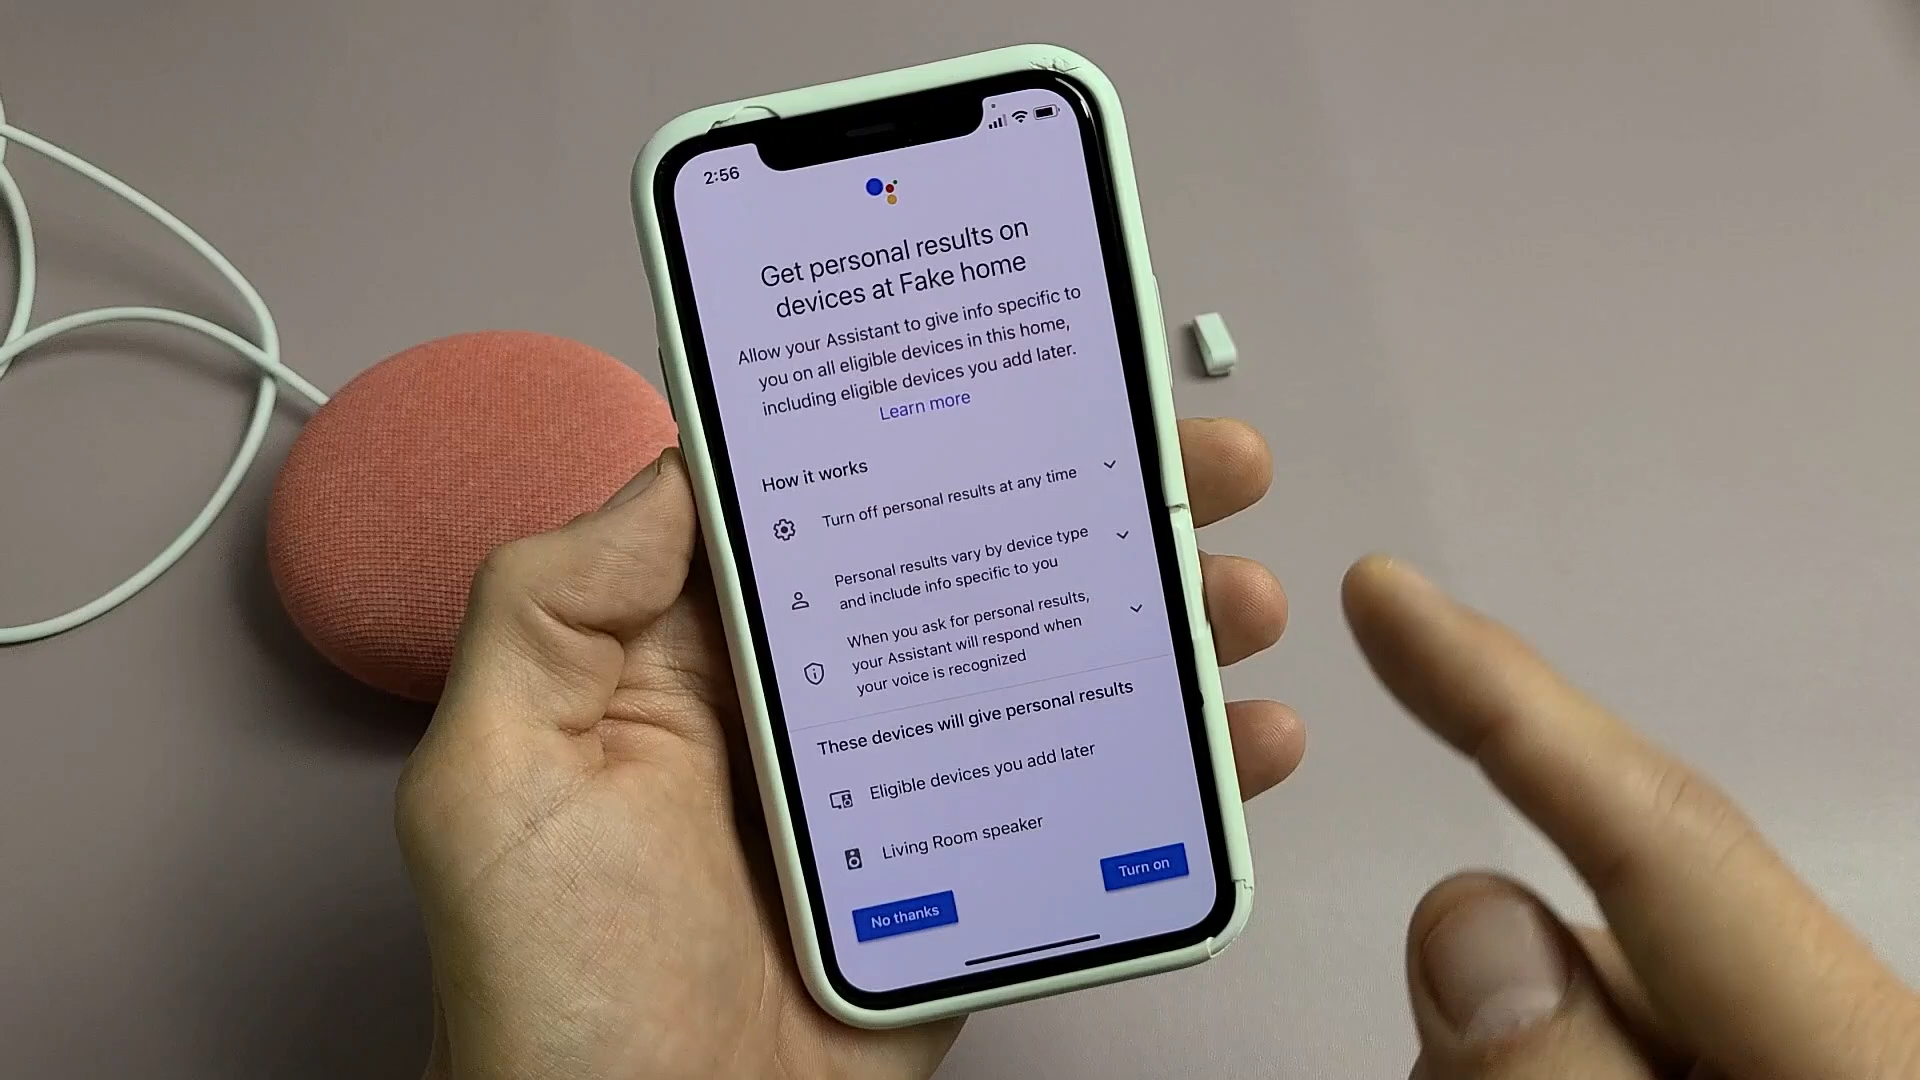 2:56
Get personal results on
devices at Fake home
Allow your Assistant to give info specific to
you on all eligible devices in this home,
including eligible devices you add later.
Learn more
How it works
Turn off personal results at any time
Personal results vary by device type
and include info specific to you
When you ask for personal results,
your Assistant will respond when
your voice is recognized
These devices will give personal results
Eligible devices you add later
Living Room speaker
No thanks
Turn on